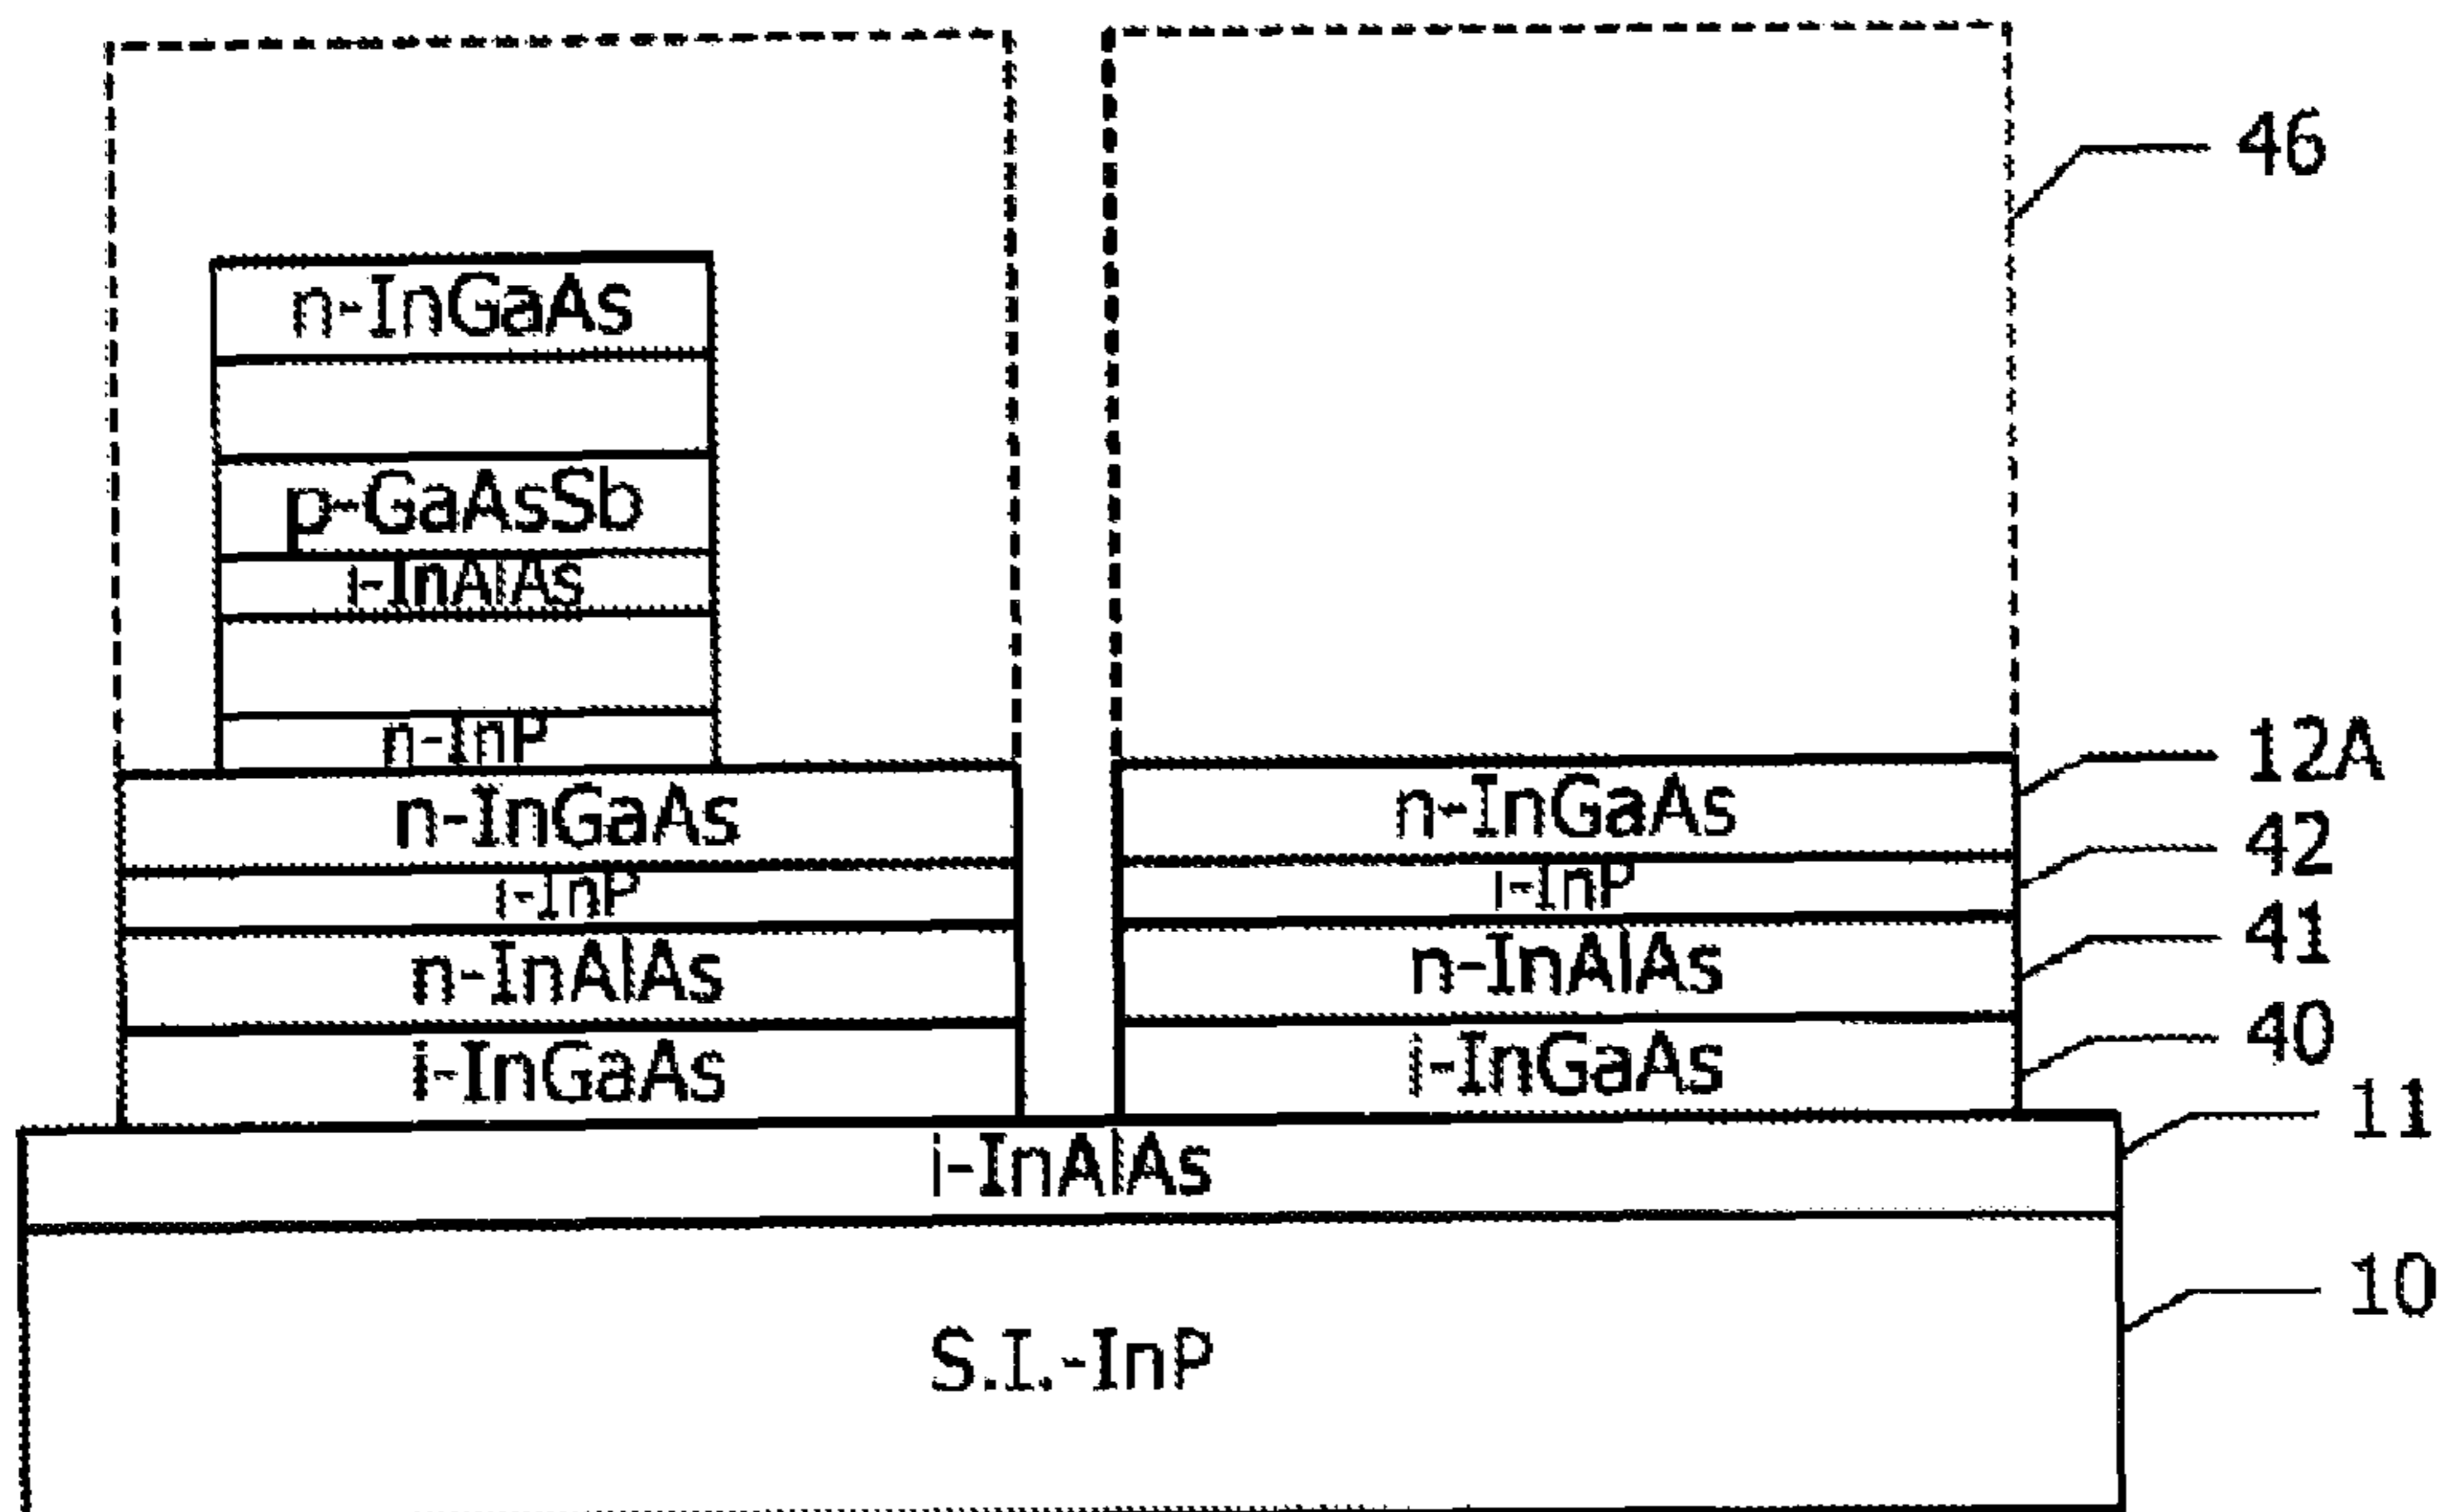 46
n-InGaAs
p-GaAsSb
i-InAlAs
n-InP
12A
n-InGaAs
n-InGaAs
42
i-InP
i-InP
41
n-InAlAs
n-InAlAs
40
i-InGaAs
i-InGaAs
11
i-InAlAs
10
S.I.-InP